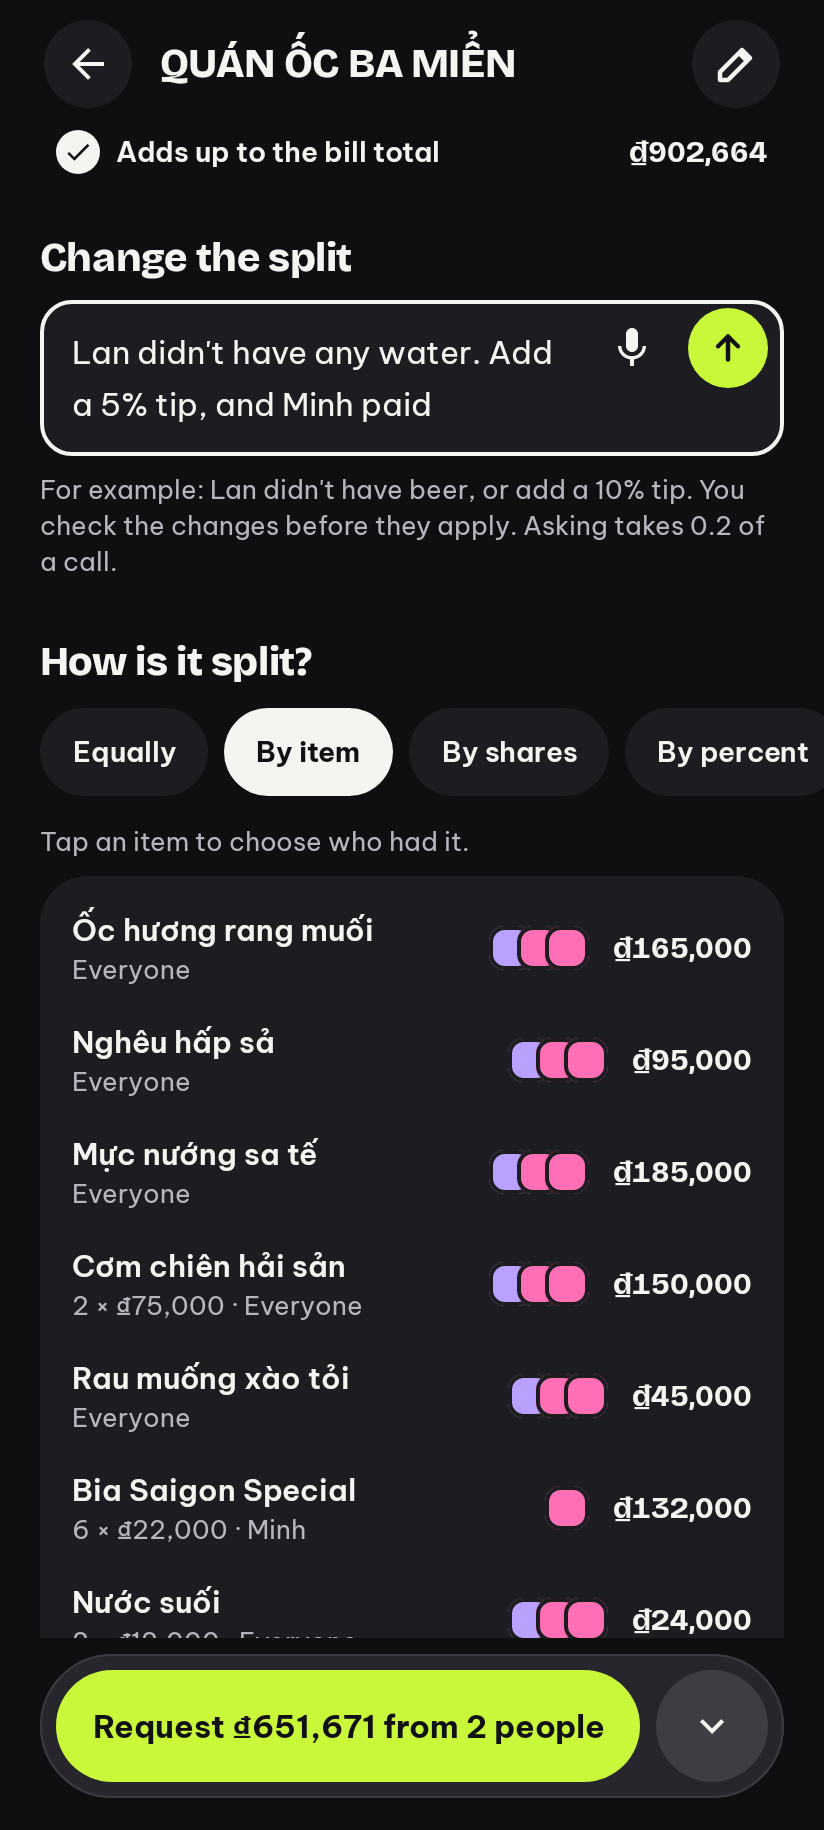 QUÁN ỐC BA MIỀN
Adds up to the bill total
₫902,664
Change the split
Lan didn't have any water. Add
a 5% tip, and Minh paid
For example: Lan didn't have beer, or add a 10% tip. You
check the changes before they apply. Asking takes 0.2 of
a call.
How is it split?
Equally
By item
By shares
By percent
Tap an item to choose who had it.
Ốc hương rang muối
₫165,000
Everyone
Nghêu hấp sả
₫95,000
Everyone
Mực nướng sa tế
₫185,000
Everyone
Cơm chiên hải sản
₫150,000
2 × ₫75,000 · Everyone
Rau muống xào tỏi
₫45,000
Everyone
Bia Saigon Special
₫132,000
6 × ₫22,000 · Minh
Nước suối
₫24,000
Request ₫651,671 from 2 people